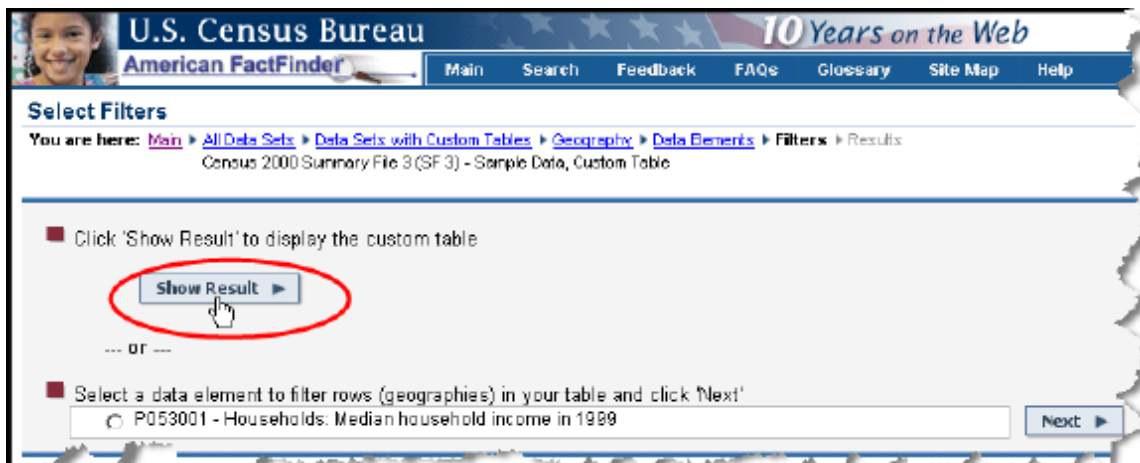 U.S. Census Bureau
10 Years on the Web
American FactFinder
Main Search Feedback FAQs Glossary Site Map Help
Select Filters
You are here: Main ▶ All Data Sets ▶ Data Sets with Custom Tables ▶ Geography ▶ Data Elements ▶ Filters ▶ Results
Census 2000 Summary File 3 (SF 3) - Sample Data, Custom Table
Click 'Show Result' to display the custom table
Show Result ▶
--- or ---
Select a data element to filter rows (geographies) in your table and click 'Next'
P053001 - Households: Median household income in 1999
Next ▶